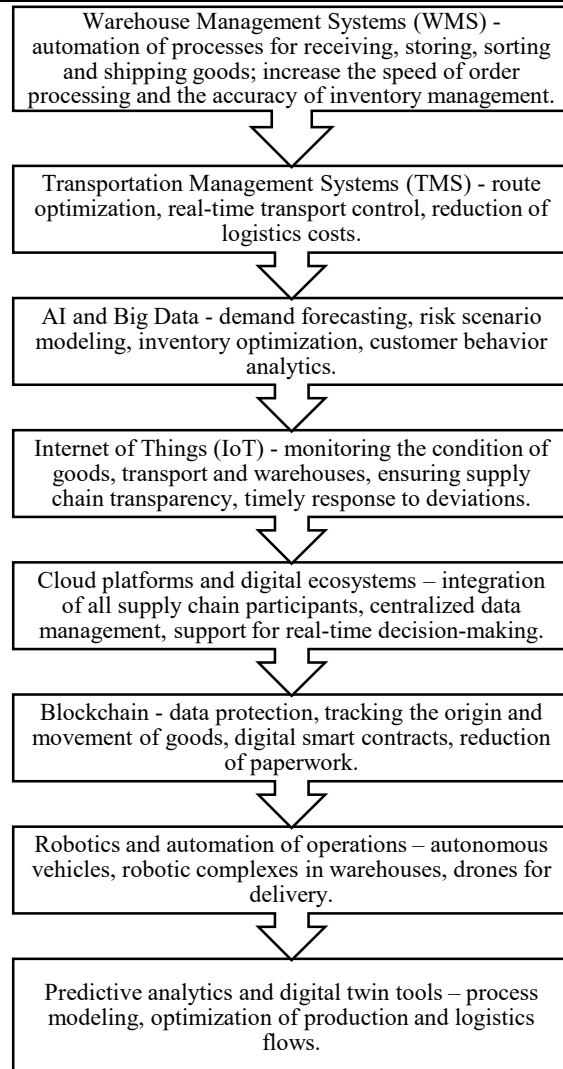 Warehouse Management Systems (WMS) -
automation of processes for receiving, storing, sorting
and shipping goods; increase the speed of order
processing and the accuracy of inventory management.
Transportation Management Systems (TMS) - route
optimization, real-time transport control, reduction of
logistics costs.
AI and Big Data - demand forecasting, risk scenario
modeling, inventory optimization, customer behavior
analytics.
Internet of Things (IoT) - monitoring the condition of
goods, transport and warehouses, ensuring supply
chain transparency, timely response to deviations.
Cloud platforms and digital ecosystems – integration
of all supply chain participants, centralized data
management, support for real-time decision-making.
Blockchain - data protection, tracking the origin and
movement of goods, digital smart contracts, reduction
of paperwork.
Robotics and automation of operations – autonomous
vehicles, robotic complexes in warehouses, drones for
delivery.
Predictive analytics and digital twin tools – process
modeling, optimization of production and logistics
flows.